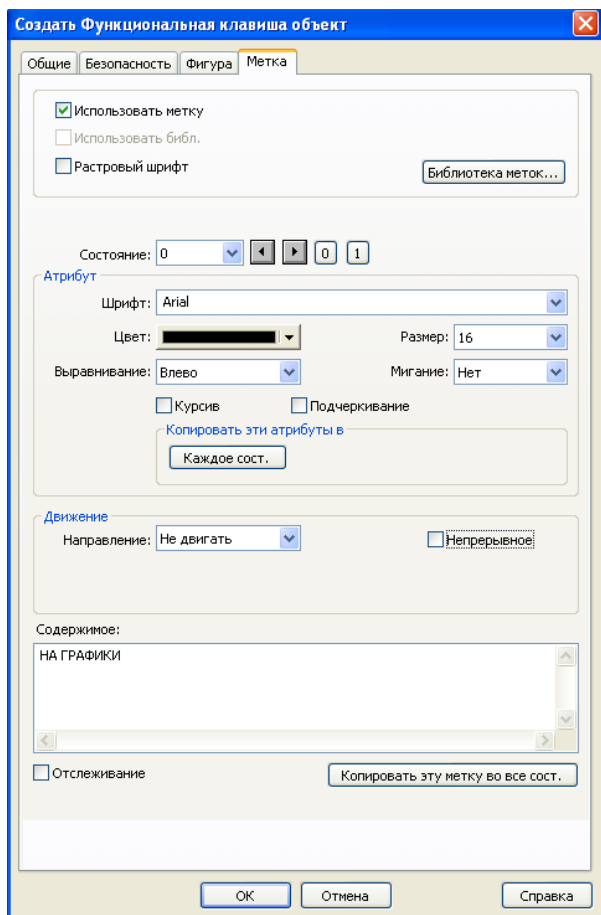 Создать Функциональная клавиша объект
Общие Безопасность Фигура Метка
Использовать метку
Использовать библ.
Растровый шрифт Библиотека меток...
Состояние: 0 0 1
Атрибут
Шрифт: Arial
Цвет: Размер: 16
Выравнивание: Влево Мигание: Нет
Курсив Подчеркивание
Копировать эти атрибуты в
Каждое сост.
Движение
Направление: Не двигать Непрерывное
Содержимое:
НА ГРАФИКИ
Отслеживание Копировать эту метку во все сост.
OK Отмена Справка